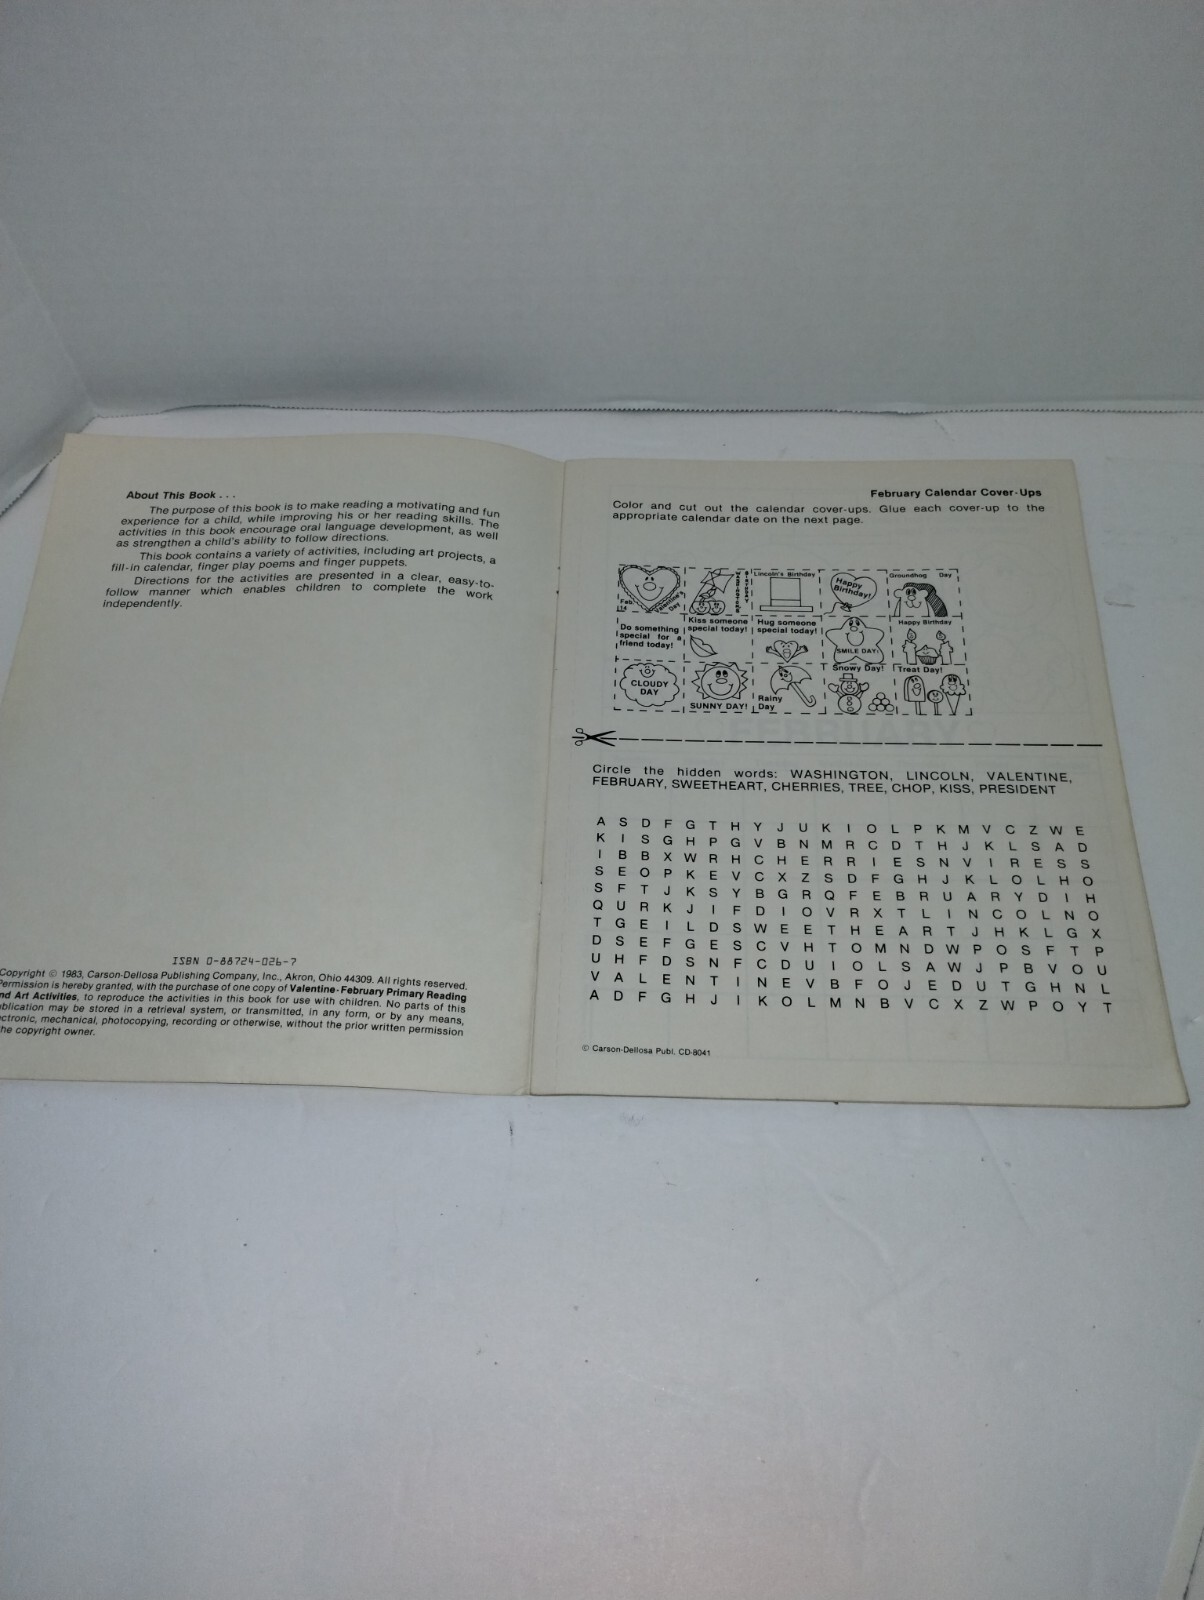 About This Book . . .
The purpose of this book is to make reading a motivating and fun
experience for a child, while improving his or her reading skills. The
activities in this book encourage oral language development, as well
as strengthen a child's ability to follow directions.
This book contains a variety of activities, including art projects, a
fill-in calendar, finger play poems and finger puppets.
Directions for the activities are presented in a clear, easy-to-
follow manner which enables children to complete the work
independently.
ISBN 0-88724-026-7
Copyright © 1983, Carson-Dellosa Publishing Company, Inc., Akron, Ohio 44309. All rights reserved.
Permission is hereby granted, with the purchase of one copy of Valentine-February Primary Reading
nd Art Activities, to reproduce the activities in this book for use with children. No parts of this
ublication may be stored in a retrieval system, or transmitted, in any form, or by any means,
ectronic, mechanical, photocopying, recording or otherwise, without the prior written permission
he copyright owner.
February Calendar Cover-Ups
Color and cut out the calendar cover-ups. Glue each cover-up to the
appropriate calendar date on the next page.
Feb. 14 Valentine's Day
Lincoln's Birthday
Happy Birthday!
Groundhog Day
Do something special for a friend today!
Kiss someone special today!
Hug someone special today!
SMILE DAY!
Happy Birthday
CLOUDY DAY
SUNNY DAY!
Rainy Day
Snowy Day!
Treat Day!
Circle the hidden words: WASHINGTON, LINCOLN, VALENTINE,
FEBRUARY, SWEETHEART, CHERRIES, TREE, CHOP, KISS, PRESIDENT
A S D F G T H Y J U K I O L P K M V C Z W E
K I S G H P G V B N M R C D T H J K L S A D
I B B X W R H C H E R R I E S N V I R E S S
S E O P K E V C X Z S D F G H J K L O L H O
S F T J K S Y B G R Q F E B R U A R Y D I H
Q U R K J I F D I O V R X T L I N C O L N O
T G E I L D S W E E T H E A R T J H K L G X
D S E F G E S C V H T O M N D W P O S F T P
U H F D S N F C D U I O L S A W J P B V O U
V A L E N T I N E V B F O J E D U T G H N L
A D F G H J I K O L M N B V C X Z W P O Y T
© Carson-Dellosa Publ. CD-8041